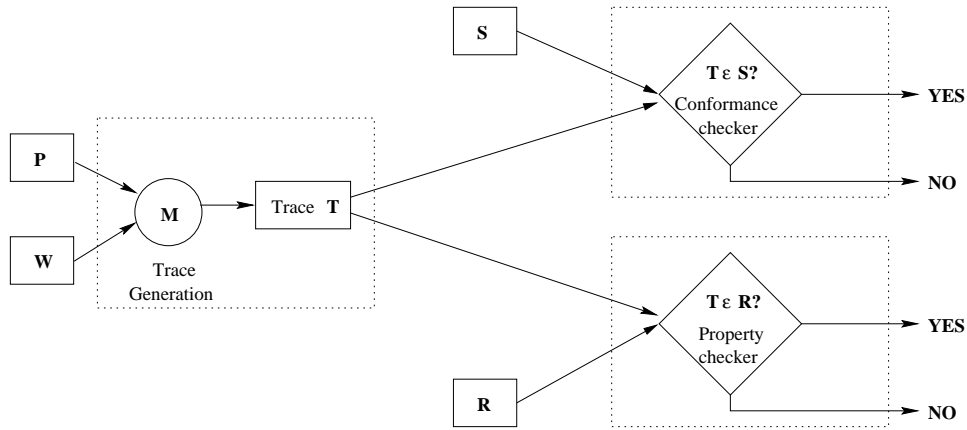 P
W
M
Trace T
Trace
Generation
S
T ε S?
Conformance
checker
YES
NO
R
T ε R?
Property
checker
YES
NO